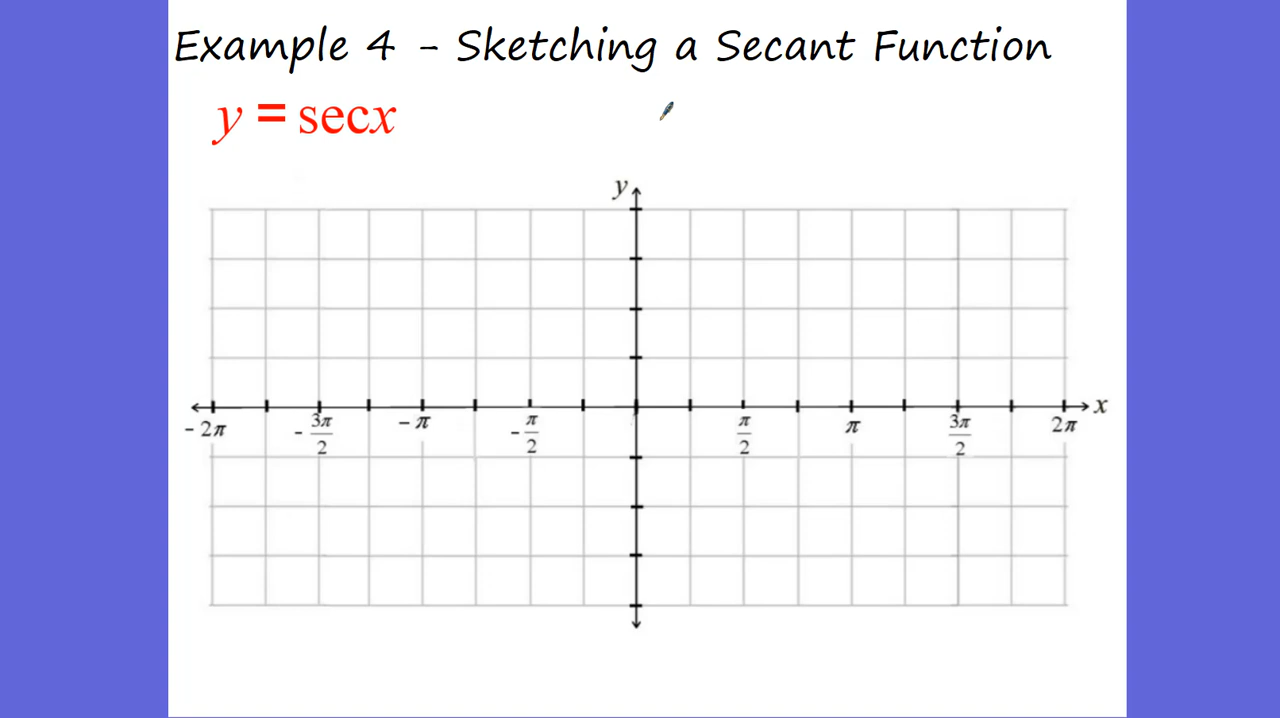 Example 4 - Sketching a Secant Function
y = secx
y
x
- 2π
- 3π/2
- π
- π/2
π/2
π
3π/2
2π